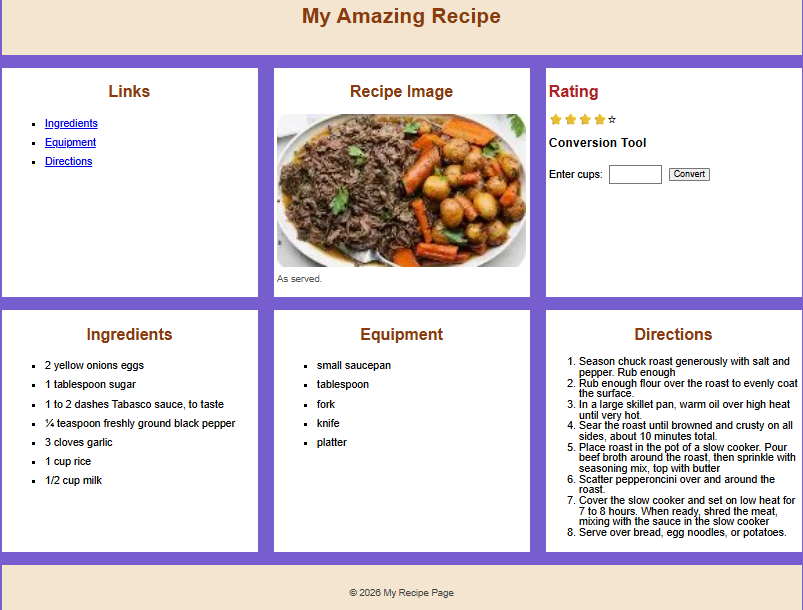 My Amazing Recipe
Links
Ingredients
Equipment
Directions
Recipe Image
As served.
Rating
Conversion Tool
Enter cups:
Convert
Ingredients
2 yellow onions eggs
1 tablespoon sugar
1 to 2 dashes Tabasco sauce, to taste
¼ teaspoon freshly ground black pepper
3 cloves garlic
1 cup rice
1/2 cup milk
Equipment
small saucepan
tablespoon
fork
knife
platter
Directions
1. Season chuck roast generously with salt and
pepper. Rub enough
2. Rub enough flour over the roast to evenly coat
the surface.
3. In a large skillet pan, warm oil over high heat
until very hot.
4. Sear the roast until browned and crusty on all
sides, about 10 minutes total.
5. Place roast in the pot of a slow cooker. Pour
beef broth around the roast, then sprinkle with
seasoning mix, top with butter
6. Scatter pepperoncini over and around the
roast.
7. Cover the slow cooker and set on low heat for
7 to 8 hours. When ready, shred the meat,
mixing with the sauce in the slow cooker
8. Serve over bread, egg noodles, or potatoes.
© 2026 My Recipe Page